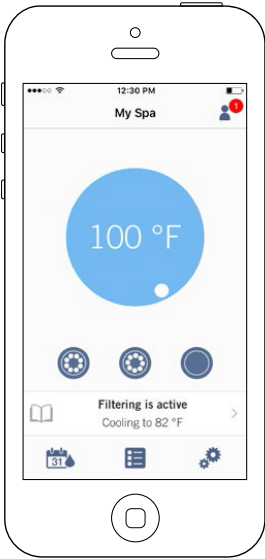 12:30 PM
My Spa
1
100 °F
Filtering is active
Cooling to 82 °F
31